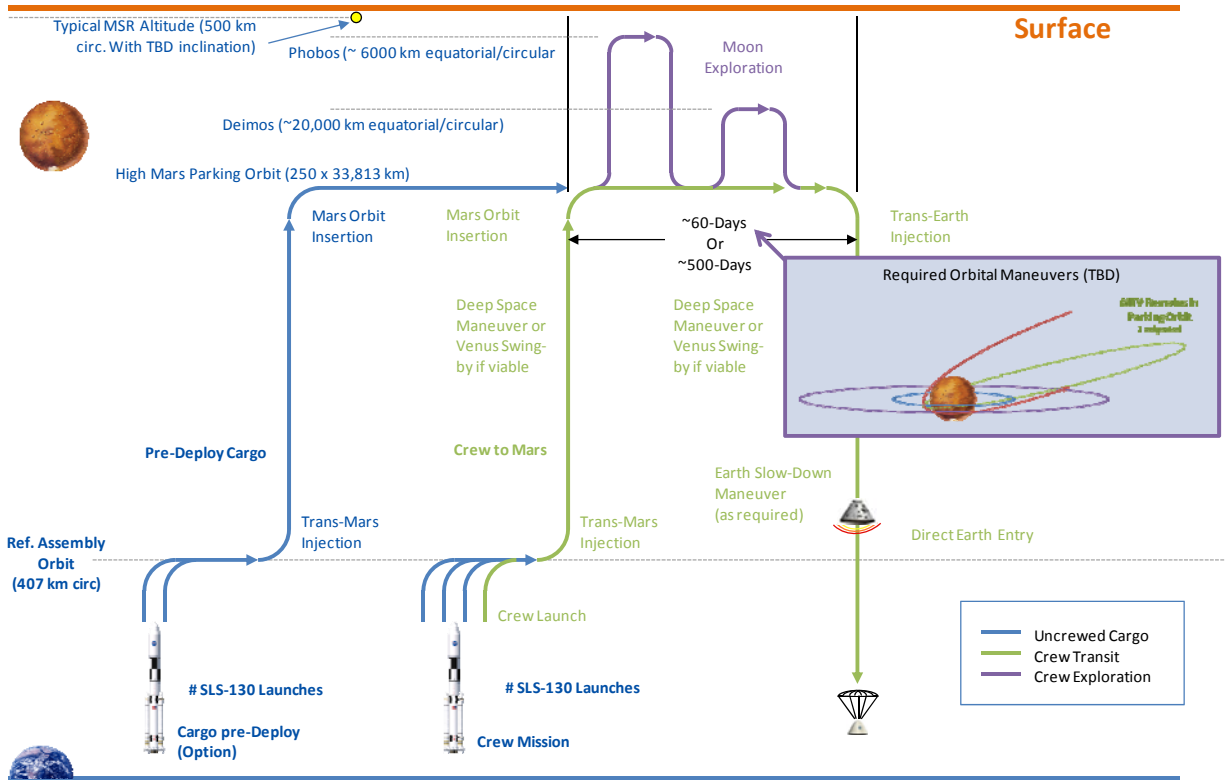 Surface
Typical MSR Altitude (500 km
circ. With TBD inclination)
Phobos (~ 6000 km equatorial/circular
Moon
Exploration
Deimos (~20,000 km equatorial/circular)
High Mars Parking Orbit (250 x 33,813 km)
Mars Orbit
Insertion
Mars Orbit
Insertion
~60-Days
Or
~500-Days
Trans-Earth
Injection
Required Orbital Maneuvers (TBD)
Parking Orbit
Deep Space
Maneuver or
Venus Swing-
by if viable
Deep Space
Maneuver or
Venus Swing-
by if viable
Pre-Deploy Cargo
Crew to Mars
Earth Slow-Down
Maneuver
(as required)
Trans-Mars
Injection
Trans-Mars
Injection
Direct Earth Entry
Ref. Assembly
Orbit
(407 km circ)
Crew Launch
Uncrewed Cargo
Crew Transit
Crew Exploration
# SLS-130 Launches
# SLS-130 Launches
Cargo pre-Deploy
(Option)
Crew Mission